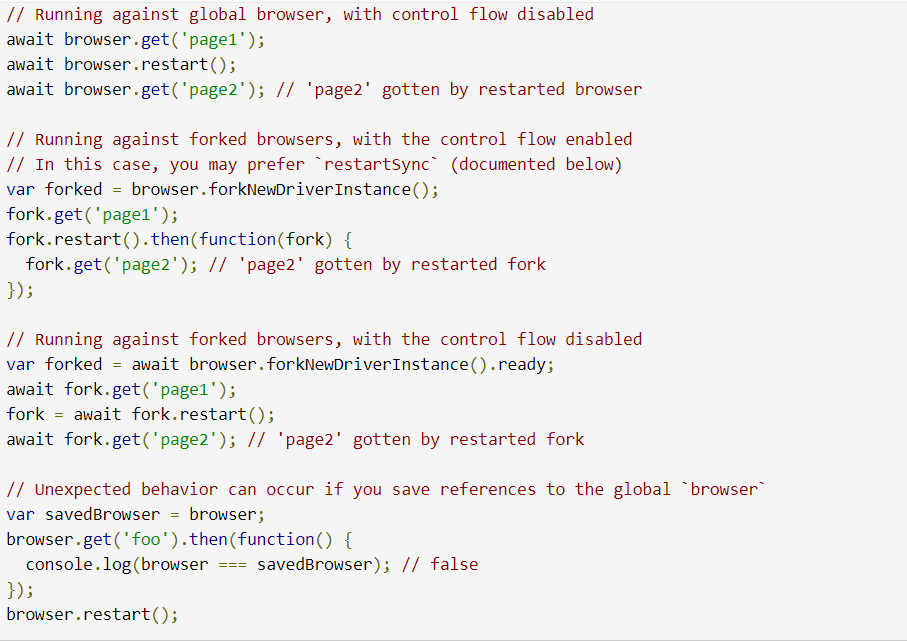 // Running against global browser, with control flow disabled
await browser.get('page1');
await browser.restart();
await browser.get('page2'); // 'page2' gotten by restarted browser

// Running against forked browsers, with the control flow enabled
// In this case, you may prefer `restartSync` (documented below)
var forked = browser.forkNewDriverInstance();
fork.get('page1');
fork.restart().then(function(fork) {
  fork.get('page2'); // 'page2' gotten by restarted fork
});

// Running against forked browsers, with the control flow disabled
var forked = await browser.forkNewDriverInstance().ready;
await fork.get('page1');
fork = await fork.restart();
await fork.get('page2'); // 'page2' gotten by restarted fork

// Unexpected behavior can occur if you save references to the global `browser`
var savedBrowser = browser;
browser.get('foo').then(function() {
  console.log(browser === savedBrowser); // false
});
browser.restart();